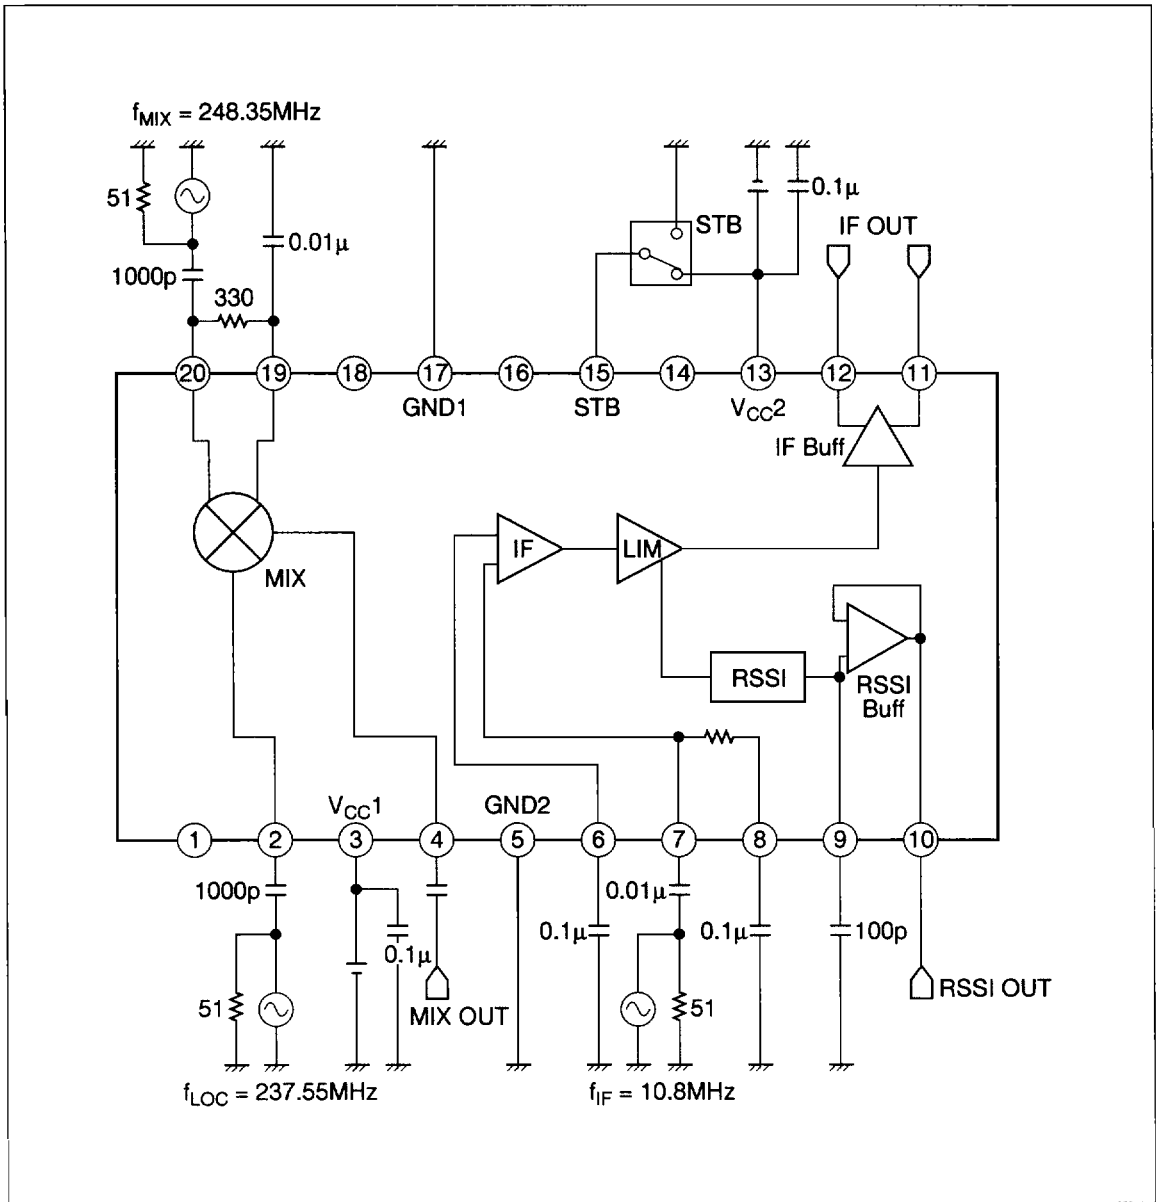 fMIX = 248.35MHz
51
0.01μ
1000p
330
STB
0.1μ
IF OUT
20
19
18
17
16
15
14
13
12
11
GND1
STB
VCC2
IF Buff
MIX
IF
LIM
RSSI
RSSI
Buff
VCC1
GND2
1
2
3
4
5
6
7
8
9
10
1000p
0.01μ
0.1μ
0.1μ
0.1μ
100p
51
MIX OUT
51
RSSI OUT
fLOC = 237.55MHz
fIF = 10.8MHz